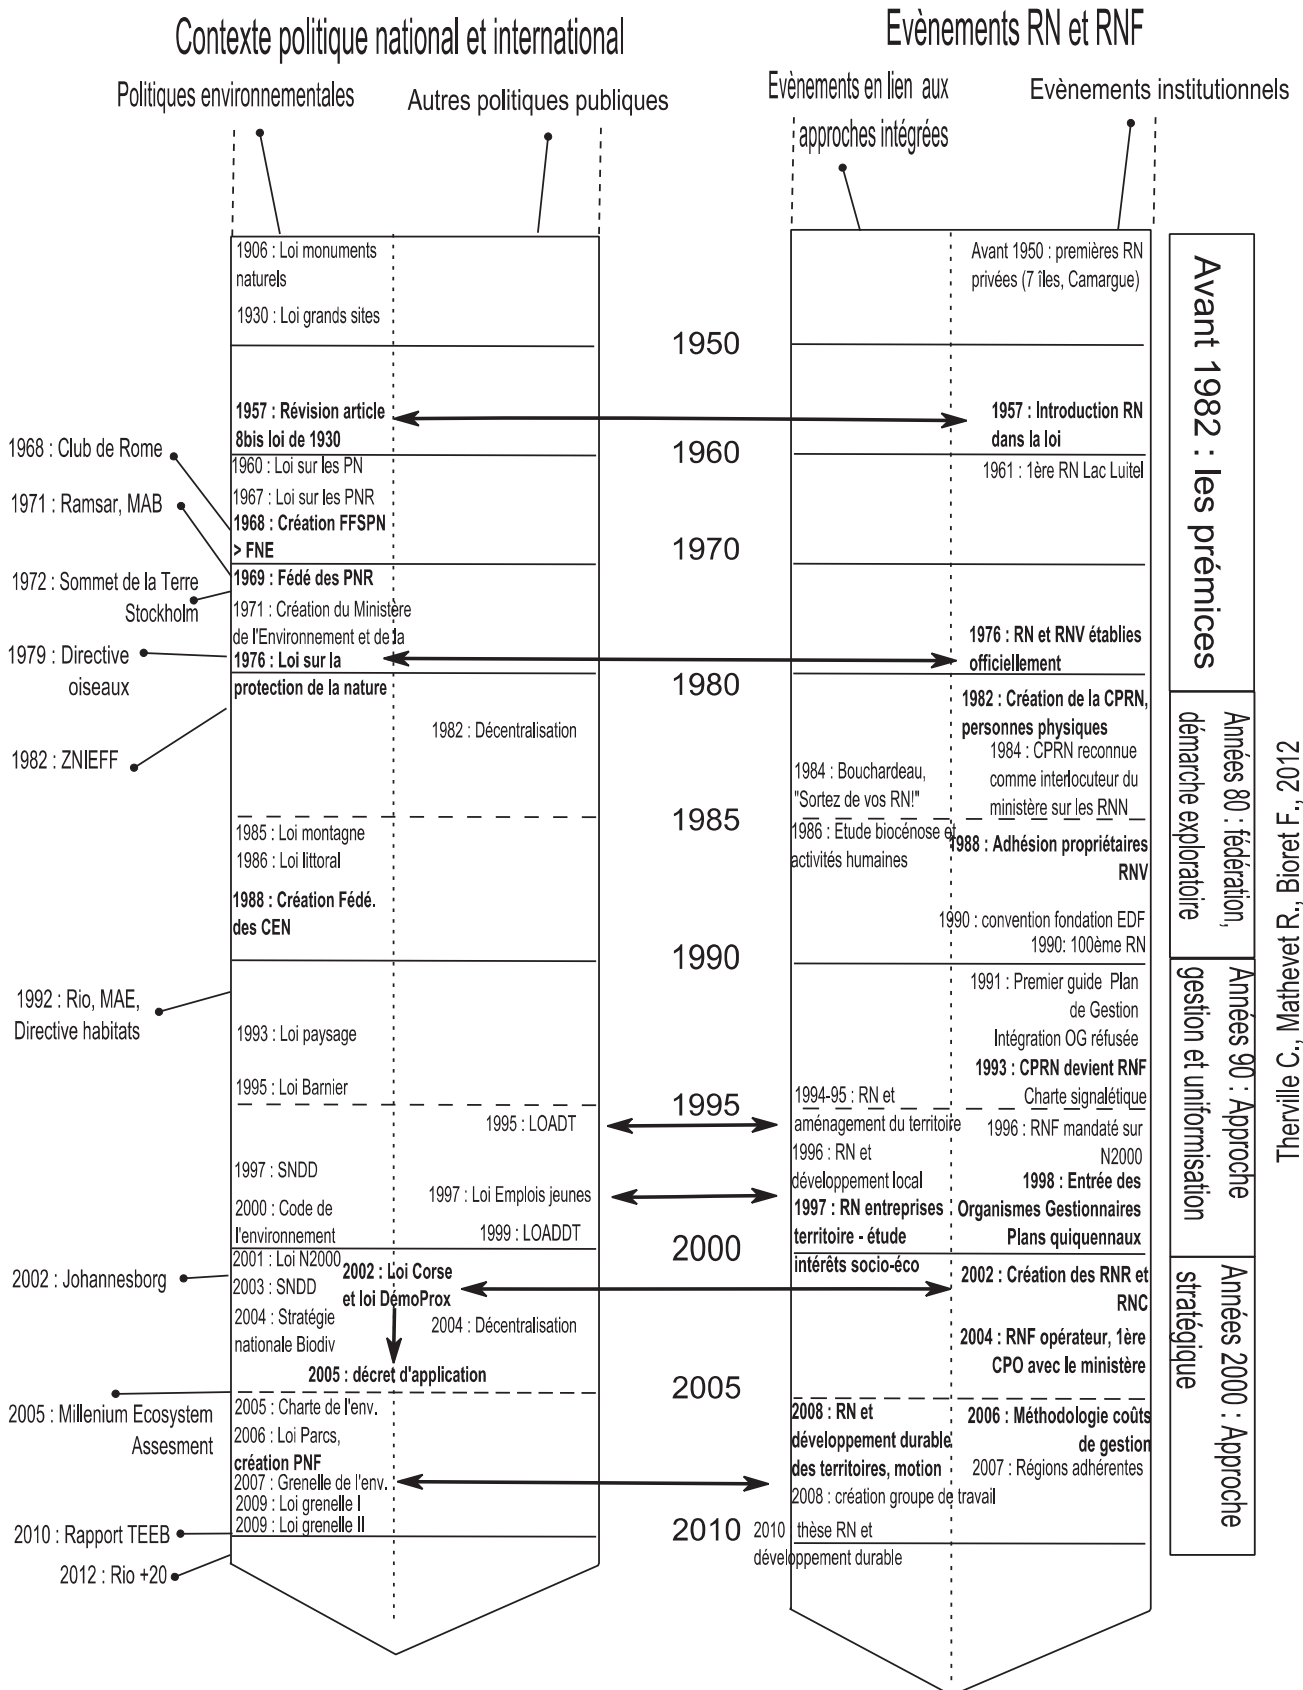 Contexte politique national et international
Evènements RN et RNF
Politiques environnementales
Autres politiques publiques
Evènements en lien aux
approches intégrées
Evènements institutionnels
1906 : Loi monuments
naturels
1930 : Loi grands sites
1957 : Révision article
8bis loi de 1930
1960 : Loi sur les PN
1967 : Loi sur les PNR
1968 : Création FFSPN
> FNE
1969 : Fédé des PNR
1971 : Création du Ministère
de l'Environnement et de la
1976 : Loi sur la
protection de la nature
1982 : Décentralisation
1985 : Loi montagne
1986 : Loi littoral
1988 : Création Fédé.
des CEN
1993 : Loi paysage
1995 : Loi Barnier
1995 : LOADT
1997 : SNDD
1997 : Loi Emplois jeunes
2000 : Code de
l'environnement
1999 : LOADDT
2001 : Loi N2000
2002 : Loi Corse
et loi DémoProx
2003 : SNDD
2004 : Stratégie
nationale Biodiv
2004 : Décentralisation
2005 : décret d'application
2005 : Charte de l'env.
2006 : Loi Parcs,
création PNF
2007 : Grenelle de l'env.
2009 : Loi grenelle I
2009 : Loi grenelle II
1968 : Club de Rome
1971 : Ramsar, MAB
1972 : Sommet de la Terre
Stockholm
1979 : Directive
oiseaux
1982 : ZNIEFF
1992 : Rio, MAE,
Directive habitats
2002 : Johannesborg
2005 : Millenium Ecosystem
Assesment
2010 : Rapport TEEB
2012 : Rio +20
1950
1960
1970
1980
1985
1990
1995
2000
2005
2010
Avant 1950 : premières RN
privées (7 îles, Camargue)
1957 : Introduction RN
dans la loi
1961 : 1ère RN Lac Luitel
1976 : RN et RNV établies
officiellement
1982 : Création de la CPRN,
personnes physiques
1984 : CPRN reconnue
comme interlocuteur du
ministère sur les RNN
1984 : Bouchardeau,
"Sortez de vos RN!"
1986 : Etude biocénose et
activités humaines
1988 : Adhésion propriétaires
RNV
1990 : convention fondation EDF
1990: 100ème RN
1991 : Premier guide Plan
de Gestion
Intégration OG réfusée
1993 : CPRN devient RNF
Charte signalétique
1994-95 : RN et
aménagement du territoire
1996 : RNF mandaté sur
N2000
1996 : RN et
développement local
1997 : RN entreprises
territoire - étude
intérêts socio-éco
1998 : Entrée des
Organismes Gestionnaires
Plans quiquennaux
2002 : Création des RNR et
RNC
2004 : RNF opérateur, 1ère
CPO avec le ministère
2008 : RN et
développement durable
des territoires, motion
2008 : création groupe de travail
2006 : Méthodologie coûts
de gestion
2007 : Régions adhérentes
2010 thèse RN et
développement durable
Avant 1982 : les prémices
Années 80 : fédération,
démarche exploratoire
Années 90 : Approche
gestion et uniformisation
Années 2000 : Approche
stratégique
Therville C., Mathevet R., Bioret F., 2012